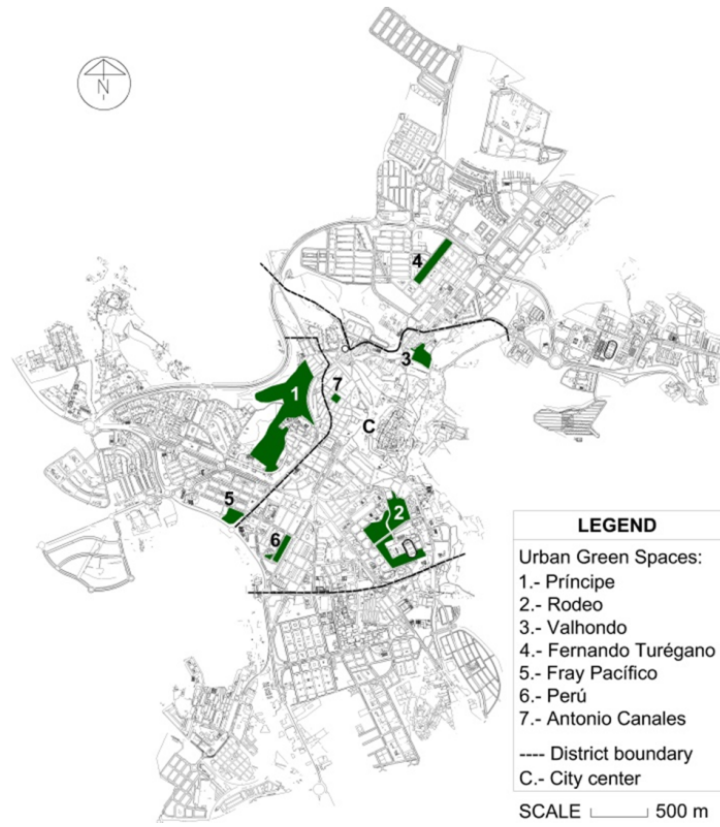 N
4
3
1
7
C
5
2
6
LEGEND
Urban Green Spaces:
1.- Príncipe
2.- Rodeo
3.- Valhondo
4.- Fernando Turégano
5.- Fray Pacífico
6.- Perú
7.- Antonio Canales
---- District boundary
C.- City center
SCALE 500 m